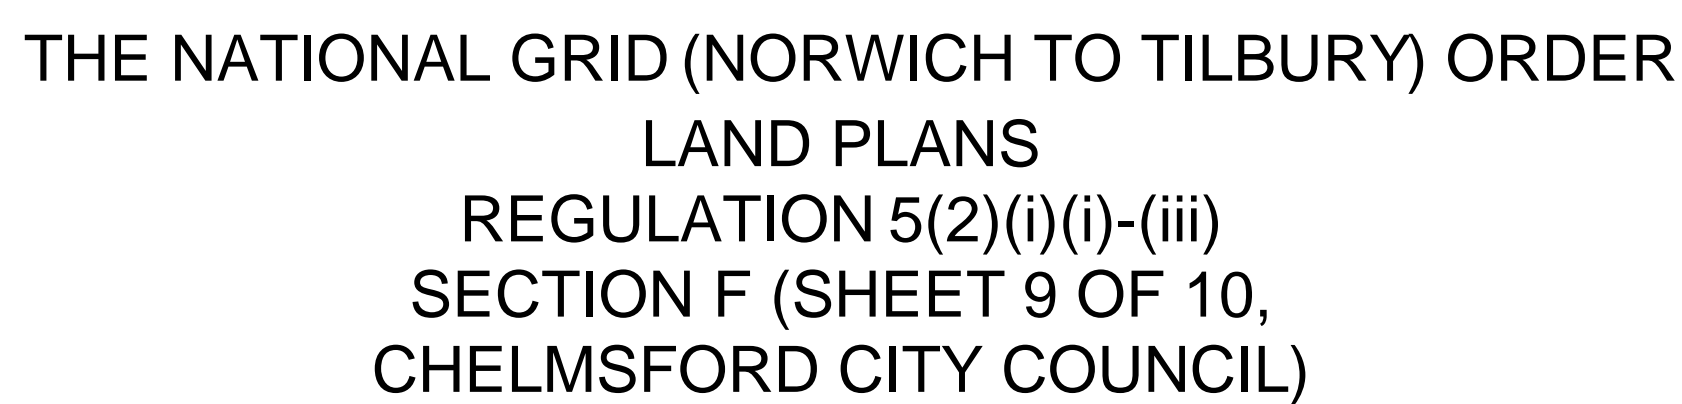 THE NATIONAL GRID (NORWICH TO TILBURY) ORDER
LAND PLANS
REGULATION 5(2)(i)(i)-(iii)
SECTION F (SHEET 9 OF 10,
CHELMSFORD CITY COUNCIL)